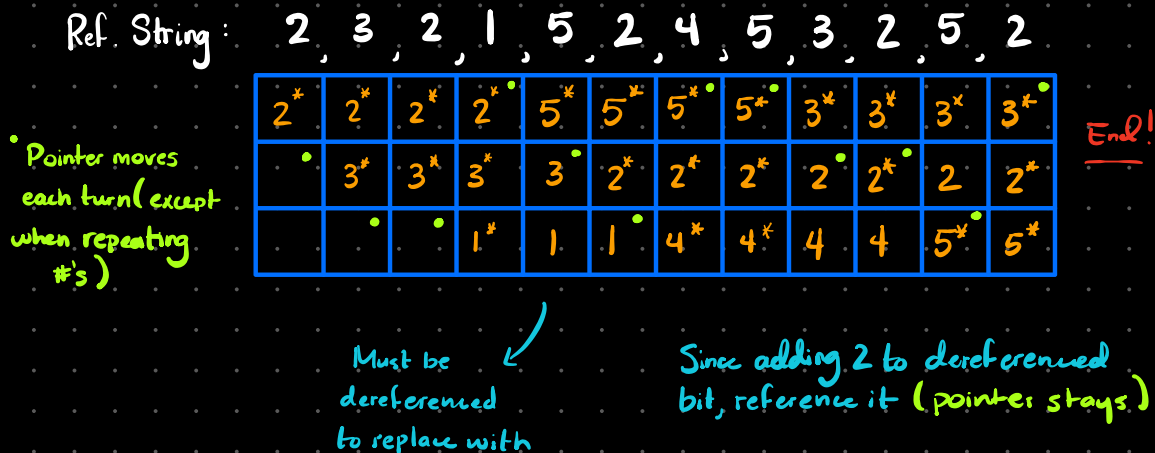 Ref. String: 2, 3, 2, 1, 5, 2, 4, 5, 3, 2, 5, 2
2* 2* 2* 2* 5* 5* 5* 5* 3* 3* 3* 3*
3* 3* 3* 3 2* 2* 2* 2 2* 2 2*
1* 1 1 4* 4* 4 4 5* 5*
• Pointer moves
each turn (except
when repeating
#'s)
End!
Must be
dereferenced
to replace with
Since adding 2 to dereferenced
bit, reference it (pointer stays)